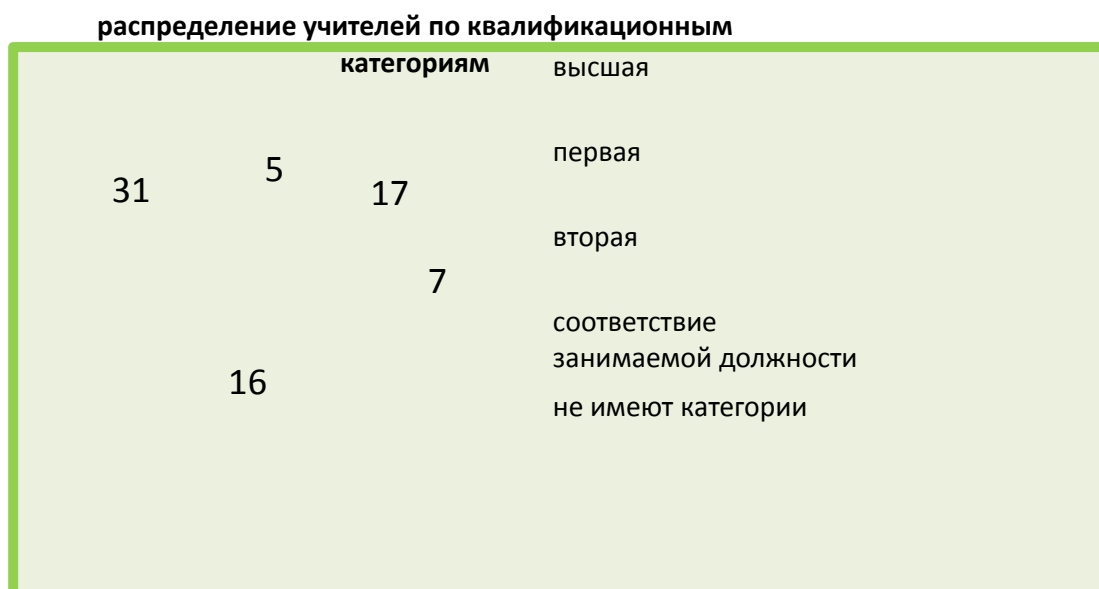 распределение учителей по квалификационным
категориям
высшая
первая
вторая
соответствие
занимаемой должности
не имеют категории
31
5
17
7
16